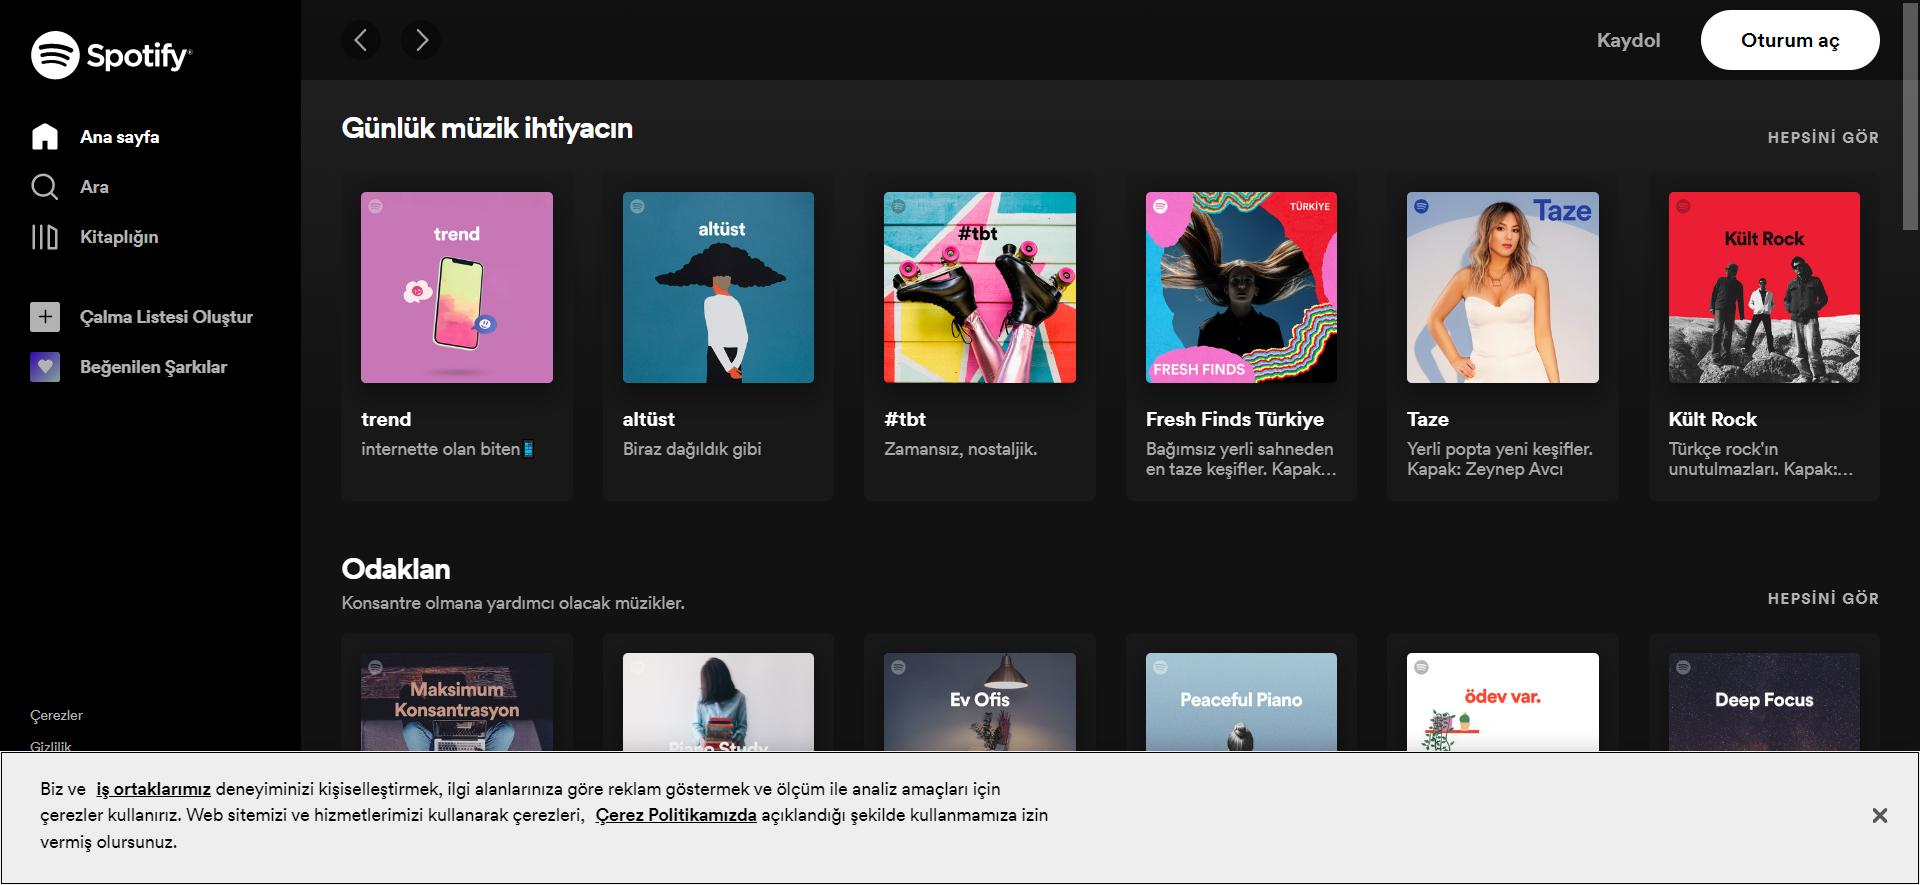 Spotify
Ana sayfa
Ara
Kitaplığın
Çalma Listesi Oluştur
Beğenilen Şarkılar
Çerezler
Gizlilik
Kaydol
Oturum aç
Günlük müzik ihtiyacın
HEPSİNİ GÖR
trend
altüst
#tbt
TÜRKİYE
FRESH FINDS
Taze
Kült Rock
trend
internette olan biten📱
altüst
Biraz dağıldık gibi
#tbt
Zamansız, nostaljik.
Fresh Finds Türkiye
Bağımsız yerli sahneden
en taze keşifler. Kapak...
Taze
Yerli popta yeni keşifler.
Kapak: Zeynep Avcı
Kült Rock
Türkçe rock'ın
unutulmazları. Kapak:...
Odaklan
Konsantre olmana yardımcı olacak müzikler.
HEPSİNİ GÖR
Maksimum
Konsantrasyon
Piano Study
Ev Ofis
Peaceful Piano
ödev var.
Deep Focus
Biz ve iş ortaklarımız deneyiminizi kişiselleştirmek, ilgi alanlarınıza göre reklam göstermek ve ölçüm ile analiz amaçları için
çerezler kullanırız. Web sitemizi ve hizmetlerimizi kullanarak çerezleri, Çerez Politikamızda açıklandığı şekilde kullanmamıza izin
vermiş olursunuz.